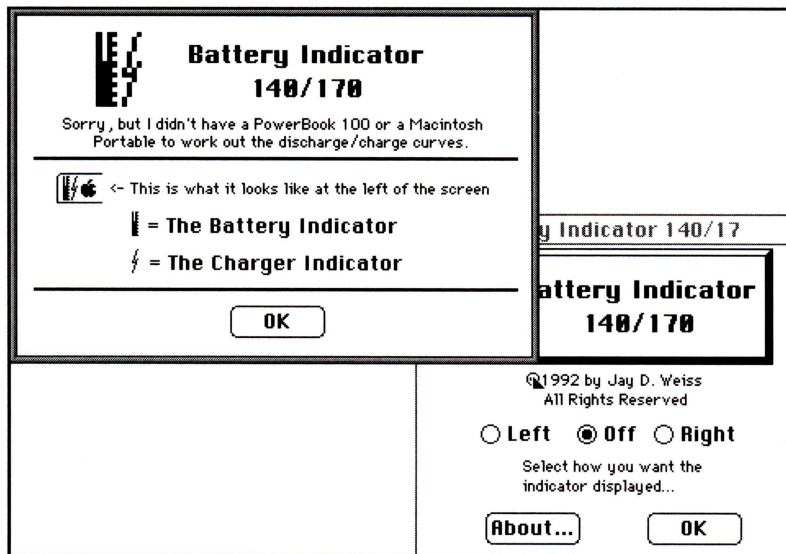 Battery Indicator
140/170
Sorry, but I didn't have a PowerBook 100 or a Macintosh
Portable to work out the discharge/charge curves.
<- This is what it looks like at the left of the screen
= The Battery Indicator
= The Charger Indicator
OK
y Indicator 140/17
attery Indicator
140/170
©1992 by Jay D. Weiss
All Rights Reserved
Left Off Right
Select how you want the
indicator displayed...
About... OK